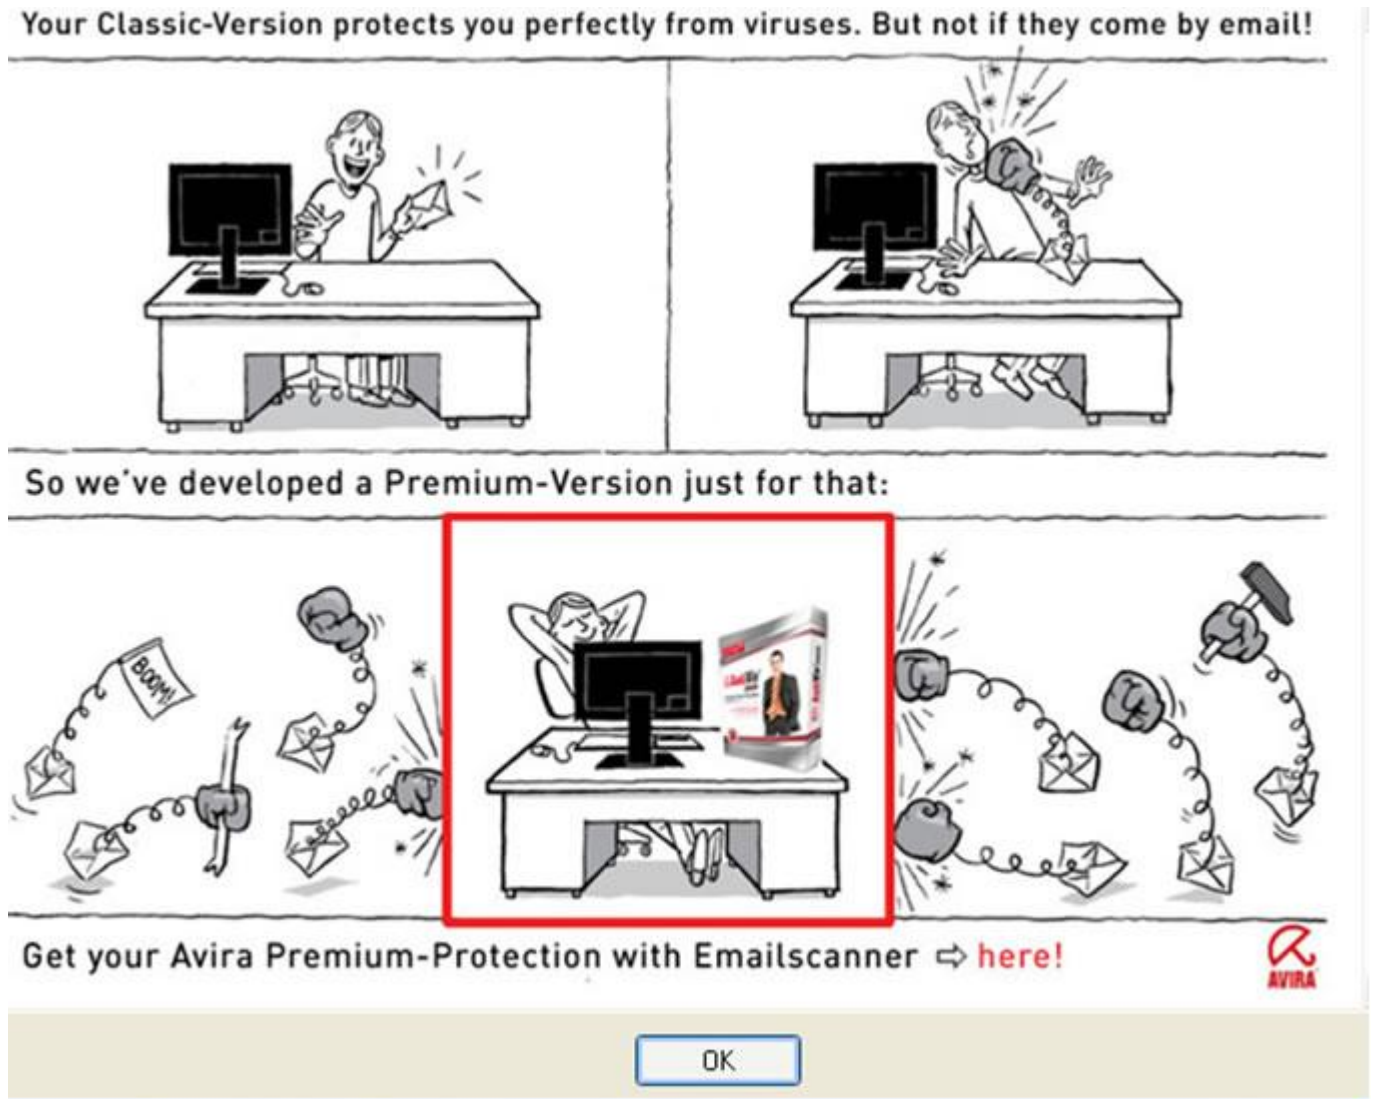 Your Classic-Version protects you perfectly from viruses. But not if they come by email!
So we've developed a Premium-Version just for that:
BOOM!
Get your Avira Premium-Protection with Emailscanner ⇨ here!
AVIRA
OK